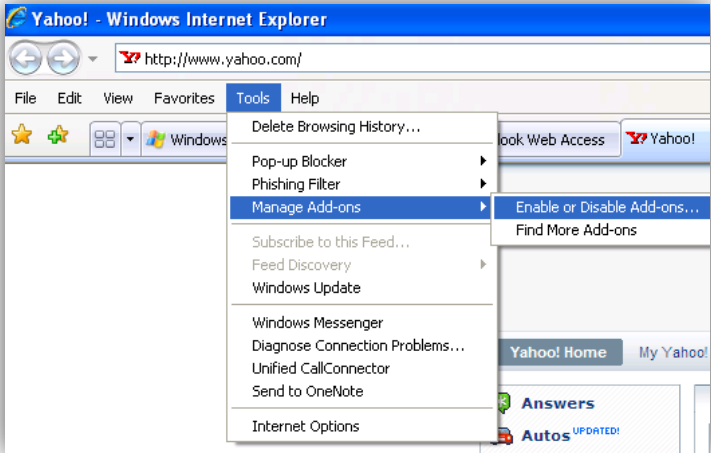 Yahoo! - Windows Internet Explorer
Y! http://www.yahoo.com/
File Edit View Favorites Tools Help
Windows look Web Access Y! Yahoo!
Delete Browsing History...
Pop-up Blocker
Phishing Filter
Manage Add-ons Enable or Disable Add-ons...
Find More Add-ons
Subscribe to this Feed...
Feed Discovery
Windows Update
Windows Messenger
Diagnose Connection Problems...
Unified CallConnector
Send to OneNote
Internet Options
Yahoo! Home My Yahoo!
Answers
Autos UPDATED!